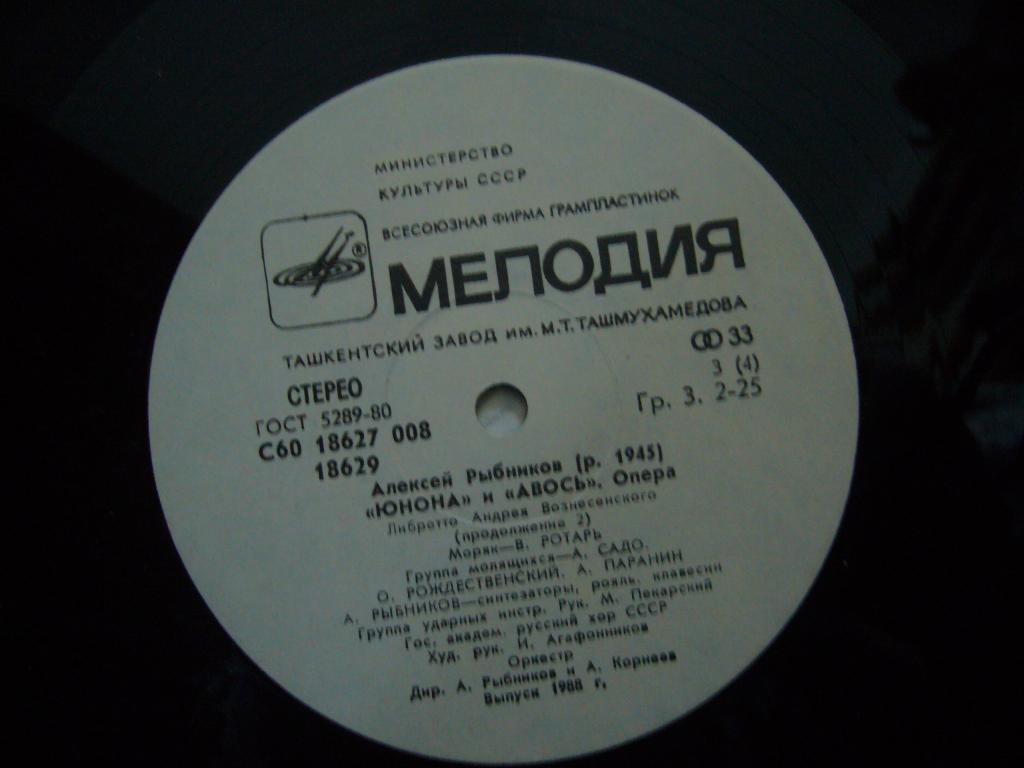 МИНИСТЕРСТВО
КУЛЬТУРЫ СССР
ВСЕСОЮЗНАЯ ФИРМА ГРАМПЛАСТИНОК
®
МЕЛОДИЯ
ТАШКЕНТСКИЙ ЗАВОД ИМ. М.Т. ТАШМУХАМЕДОВА
СТЕРЕО
33
ГОСТ 5289-80
3 (4)
С60 18627 008
Гр. 3. 2-25
18629
Алексей Рыбников (р. 1945)
«ЮНОНА» и «АВОСЬ». Опера
Либретто Андрея Вознесенского
(продолжение 2)
Моряк—В. РОТАРЬ
Группа молящихся—А. САДО.
О. РОЖДЕСТВЕНСКИЙ. А. ПАРАНИН
А. РЫБНИКОВ—синтезаторы, рояль, клавесин
Группа ударных инстр. Рук. М. Пекарский
Гос. академ. русский хор СССР
Худ. рук. И. Агафонников
Оркестр
Дир. А. Рыбников и А. Корнеев
Выпуск 1988 г.